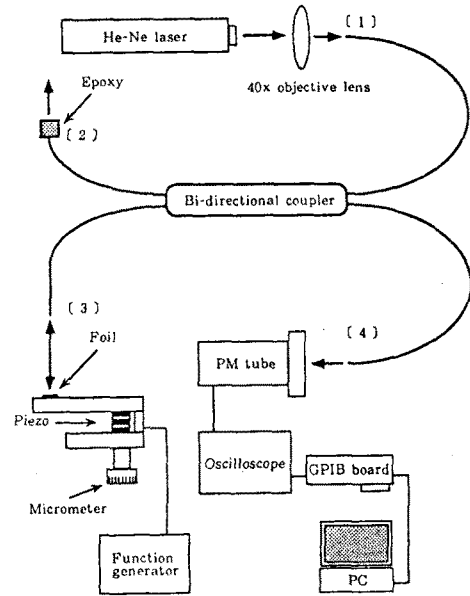 He-Ne laser
[ 1 ]
40x objective lens
Epoxy
[ 2 ]
Bi-directional coupler
[ 3 ]
Foil
[ 4 ]
PM tube
Piezo
Oscilloscope
GPIB board
Micrometer
Function
generator
PC